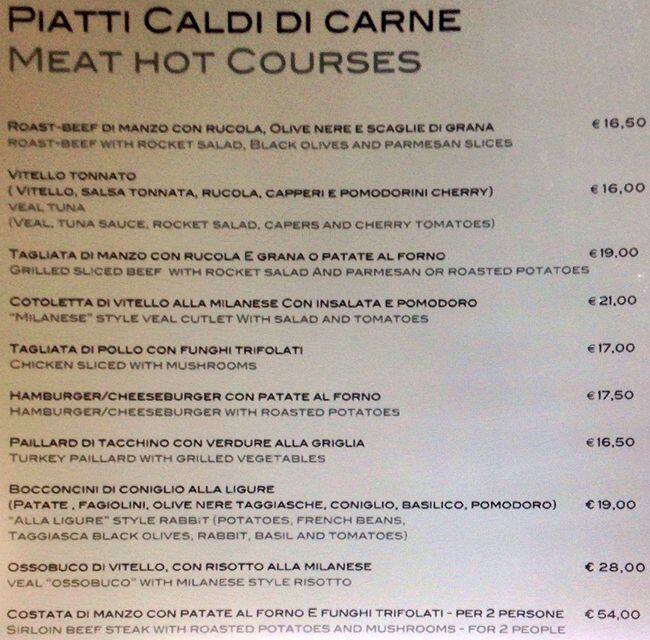 PIATTI CALDI DI CARNE
MEAT HOT COURSES
ROAST-BEEF DI MANZO CON RUCOLA, OLIVE NERE E SCAGLIE DI GRANA €16,50
ROAST-BEEF WITH ROCKET SALAD, BLACK OLIVES AND PARMESAN SLICES
VITELLO TONNATO
(VITELLO, SALSA TONNATA, RUCOLA, CAPPERI E POMODORINI CHERRY) €16,00
VEAL TUNA
(VEAL, TUNA SAUCE, ROCKET SALAD, CAPERS AND CHERRY TOMATOES)
TAGLIATA DI MANZO CON RUCOLA E GRANA O PATATE AL FORNO €19,00
GRILLED SLICED BEEF WITH ROCKET SALAD AND PARMESAN OR ROASTED POTATOES
COTOLETTA DI VITELLO ALLA MILANESE CON INSALATA E POMODORO €21,00
"MILANESE" STYLE VEAL CUTLET WITH SALAD AND TOMATOES
TAGLIATA DI POLLO CON FUNGHI TRIFOLATI €17,00
CHICKEN SLICED WITH MUSHROOMS
HAMBURGER/CHEESEBURGER CON PATATE AL FORNO €17,50
HAMBURGER/CHEESEBURGER WITH ROASTED POTATOES
PAILLARD DI TACCHINO CON VERDURE ALLA GRIGLIA €16,50
TURKEY PAILLARD WITH GRILLED VEGETABLES
BOCCONCINI DI CONIGLIO ALLA LIGURE
(PATATE , FAGIOLINI, OLIVE NERE TAGGIASCHE, CONIGLIO, BASILICO, POMODORO) €19,00
"ALLA LIGURE" STYLE RABBIT (POTATOES, FRENCH BEANS,
TAGGIASCA BLACK OLIVES, RABBIT, BASIL AND TOMATOES)
OSSOBUCO DI VITELLO, CON RISOTTO ALLA MILANESE € 28,00
VEAL "OSSOBUCO" WITH MILANESE STYLE RISOTTO
COSTATA DI MANZO CON PATATE AL FORNO E FUNGHI TRIFOLATI - PER 2 PERSONE €54,00
SIRLOIN BEEF STEAK WITH ROASTED POTATOES AND MUSHROOMS - FOR 2 PEOPLE